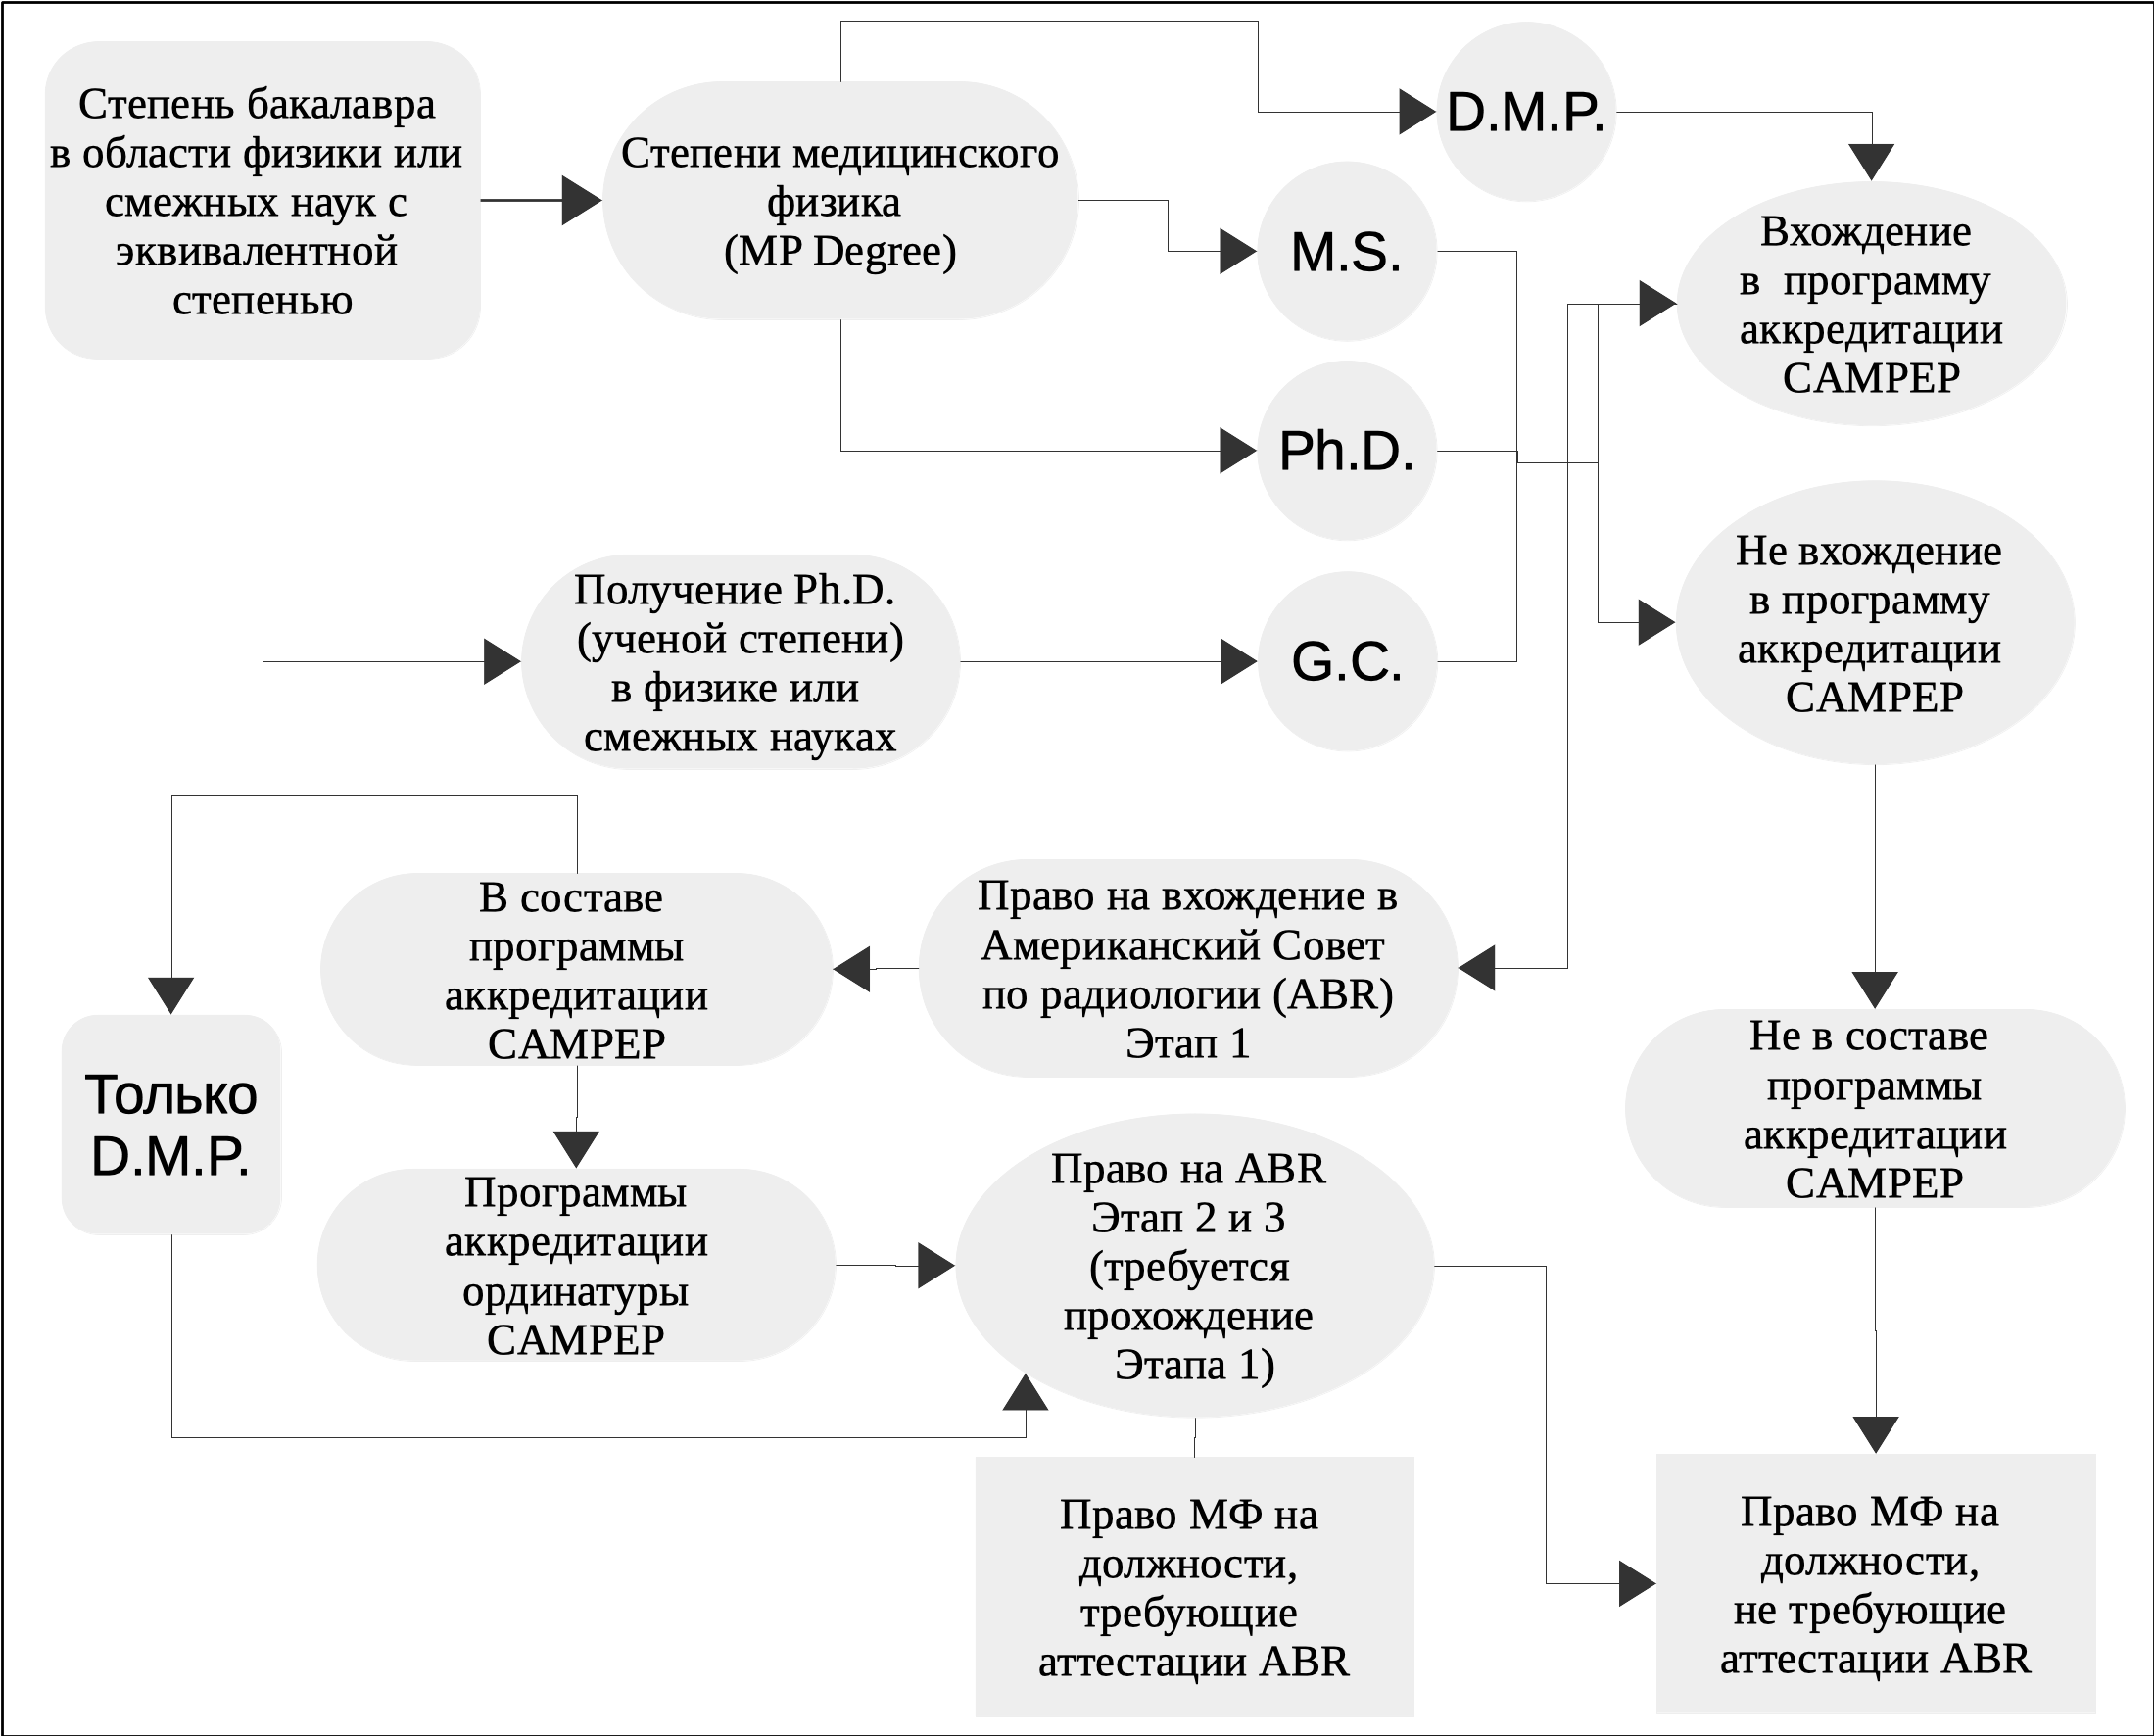 Степень бакалавра
в области физики или
смежных наук с
эквивалентной
степенью
Степени медицинского
физика
(MP Degree)
D.M.P.
M.S.
Ph.D.
G.C.
Вхождение
в программу
аккредитации
CAMPEP
Не вхождение
в программу
аккредитации
CAMPEP
Получение Ph.D.
(ученой степени)
в физике или
смежных науках
В составе
программы
аккредитации
CAMPEP
Право на вхождение в
Американский Совет
по радиологии (ABR)
Этап 1
Не в составе
программы
аккредитации
CAMPEP
Только
D.M.P.
Программы
аккредитации
ординатуры
CAMPEP
Право на ABR
Этап 2 и 3
(требуется
прохождение
Этапа 1)
Право МФ на
должности,
требующие
аттестации ABR
Право МФ на
должности,
не требующие
аттестации ABR